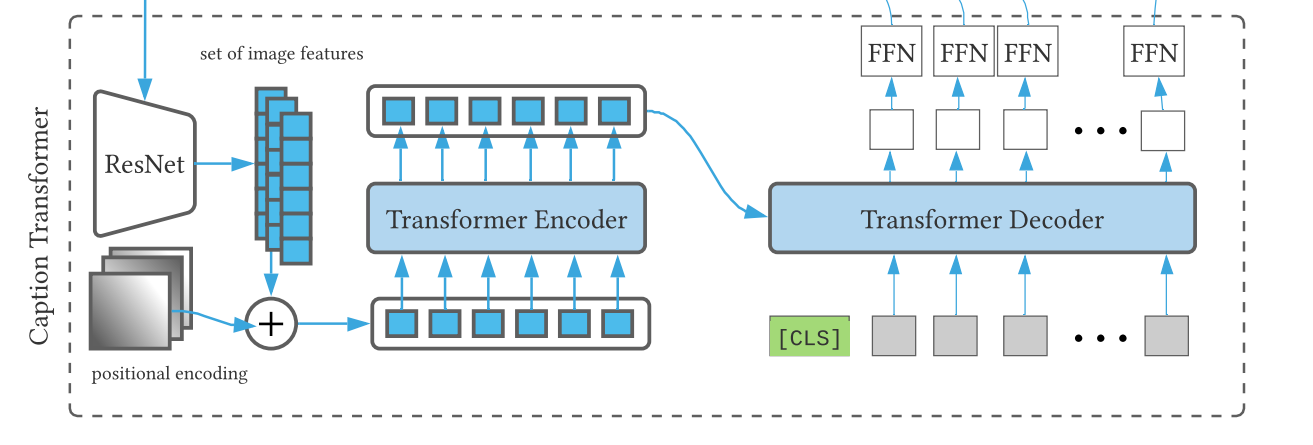 Caption Transformer
set of image features
ResNet
positional encoding
+
Transformer Encoder
FFN FFN FFN FFN
Transformer Decoder
[CLS]